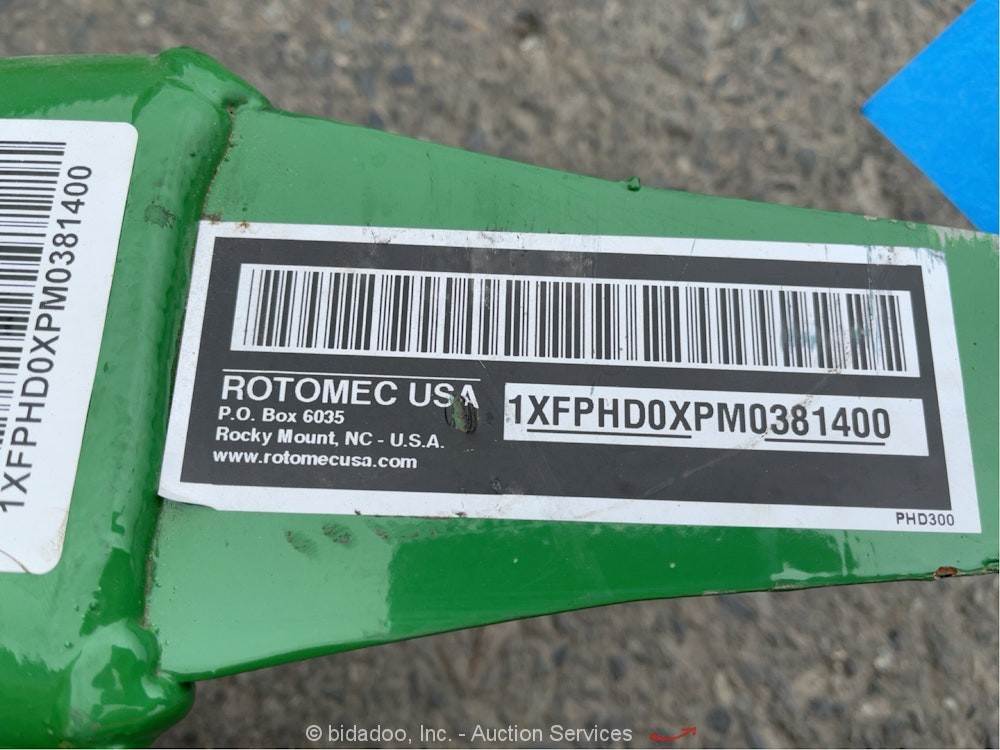 1XFPHD0XPM0381400
ROTOMEC USA
P.O. Box 6035
Rocky Mount, NC - U.S.A.
www.rotomecusa.com
1XFPHD0XPM0381400
PHD300
© bidadoo, Inc. - Auction Services